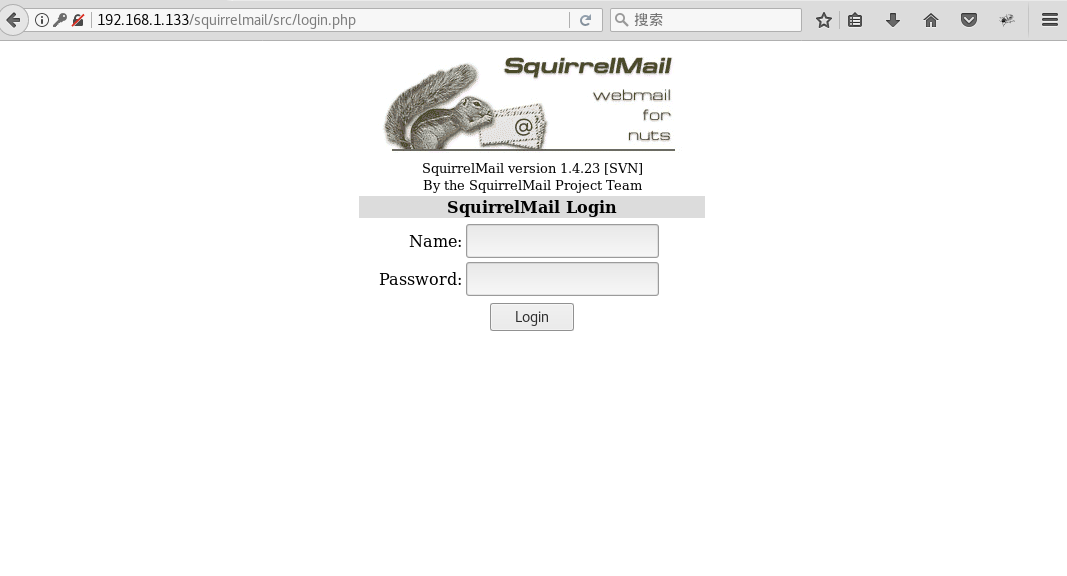 192.168.1.133/squirrelmail/src/login.php
搜索
SquirrelMail
webmail
for
nuts
@
SquirrelMail version 1.4.23 [SVN]
By the SquirrelMail Project Team
SquirrelMail Login
Name:
Password:
Login